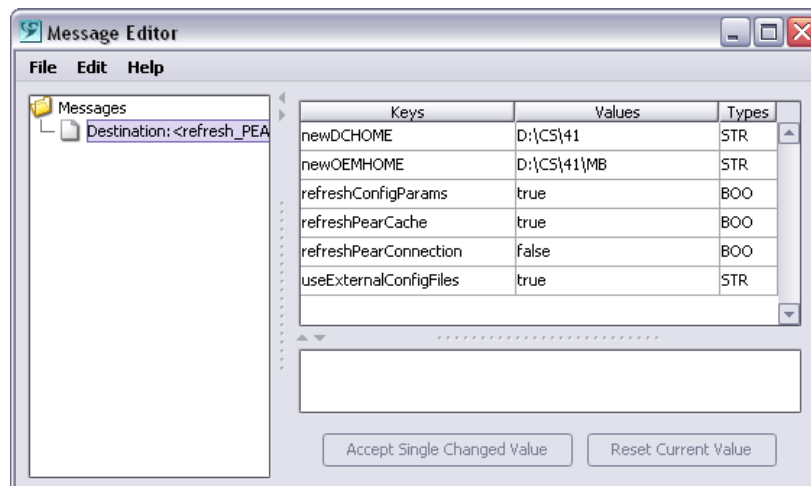 Message Editor
File Edit Help
Messages
Destination:<refresh_PEA
Keys Values Types
newDCHOME D:\CS\41 STR
newOEMHOME D:\CS\41\MB STR
refreshConfigParams true BOO
refreshPearCache true BOO
refreshPearConnection false BOO
useExternalConfigFiles true STR
Accept Single Changed Value Reset Current Value